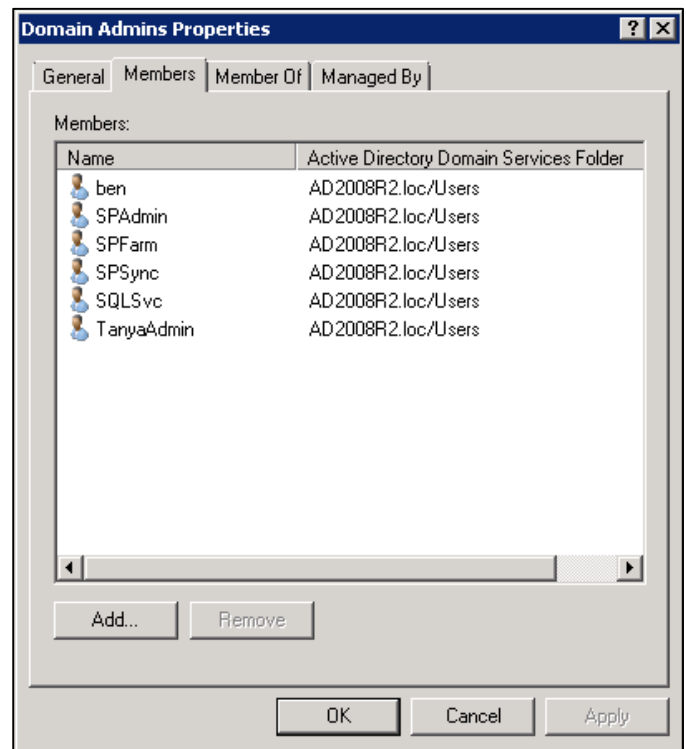 Domain Admins Properties
General Members Member Of Managed By
Members:
Name Active Directory Domain Services Folder
ben AD2008R2.loc/Users
SPAdmin AD2008R2.loc/Users
SPFarm AD2008R2.loc/Users
SPSync AD2008R2.loc/Users
SQLSvc AD2008R2.loc/Users
TanyaAdmin AD2008R2.loc/Users
Add... Remove
OK Cancel Apply